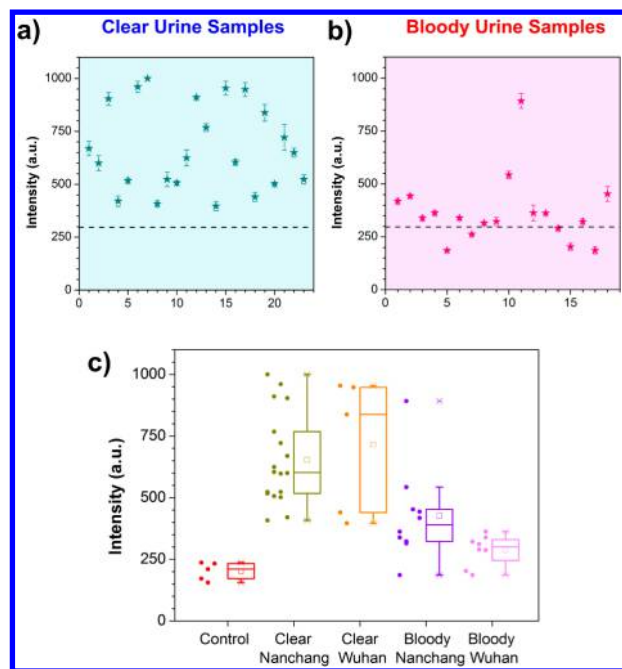 a) Clear Urine Samples
b) Bloody Urine Samples
Intensity (a.u.)
1000
750
500
250
0
0 5 10 15 20
Intensity (a.u.)
1000
750
500
250
0
0 5 10 15
c)
Intensity (a.u.)
1000
750
500
250
0
Control Clear Clear Bloody Bloody
Nanchang Wuhan Nanchang Wuhan